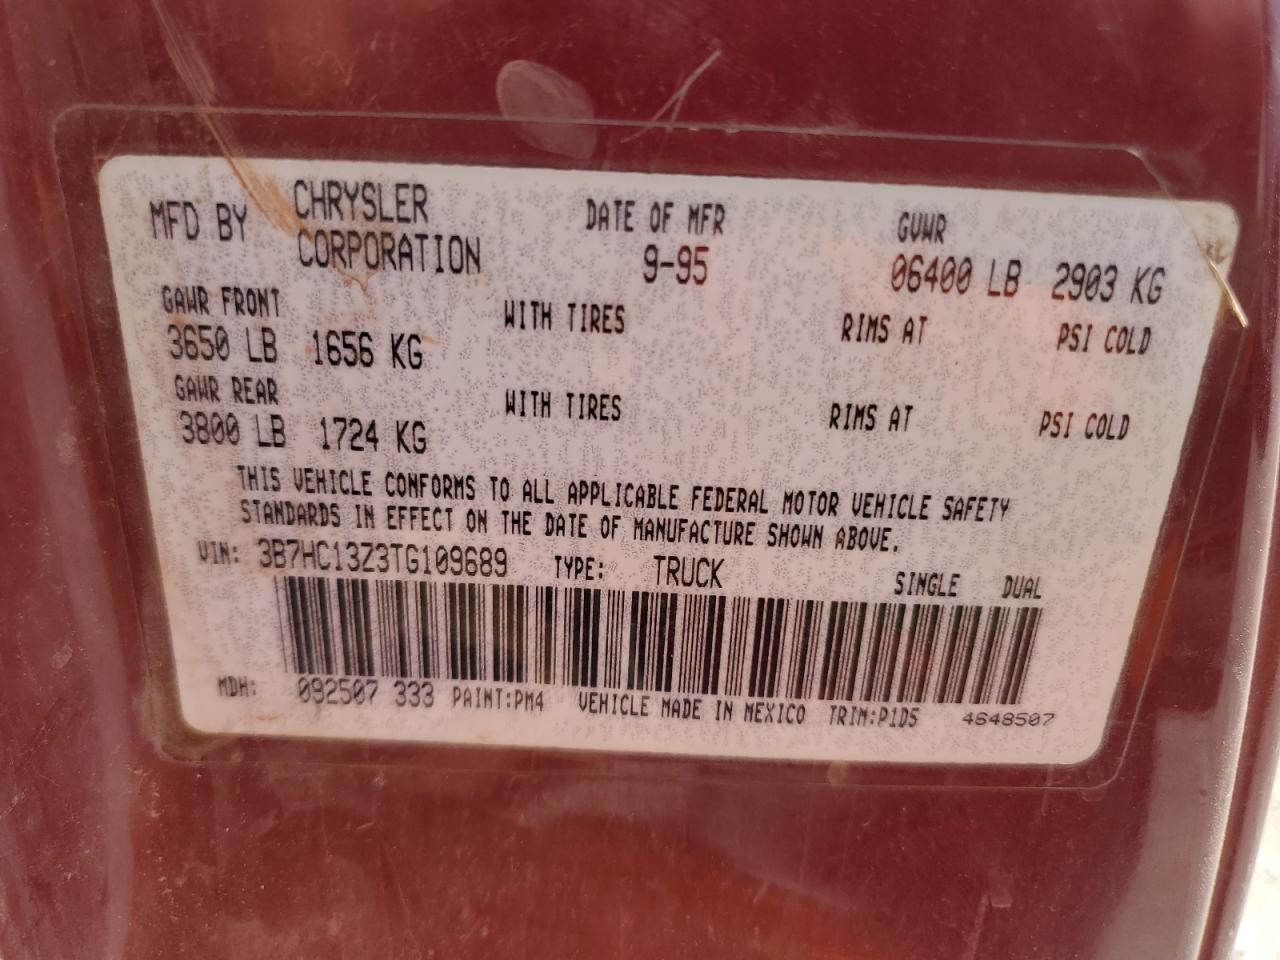 MFD BY CHRYSLER CORPORATION DATE OF MFR GVWR
9-95 06400 LB 2903 KG
GAWR FRONT WITH TIRES RIMS AT PSI COLD
3650 LB 1656 KG
GAWR REAR WITH TIRES RIMS AT PSI COLD
3800 LB 1724 KG
THIS VEHICLE CONFORMS TO ALL APPLICABLE FEDERAL MOTOR VEHICLE SAFETY
STANDARDS IN EFFECT ON THE DATE OF MANUFACTURE SHOWN ABOVE.
VIN: 3B7HC13Z3TG109689 TYPE: TRUCK SINGLE DUAL
MDH: 092507 333 PAINT:PM4 VEHICLE MADE IN MEXICO TRIM:P1D5 4648507